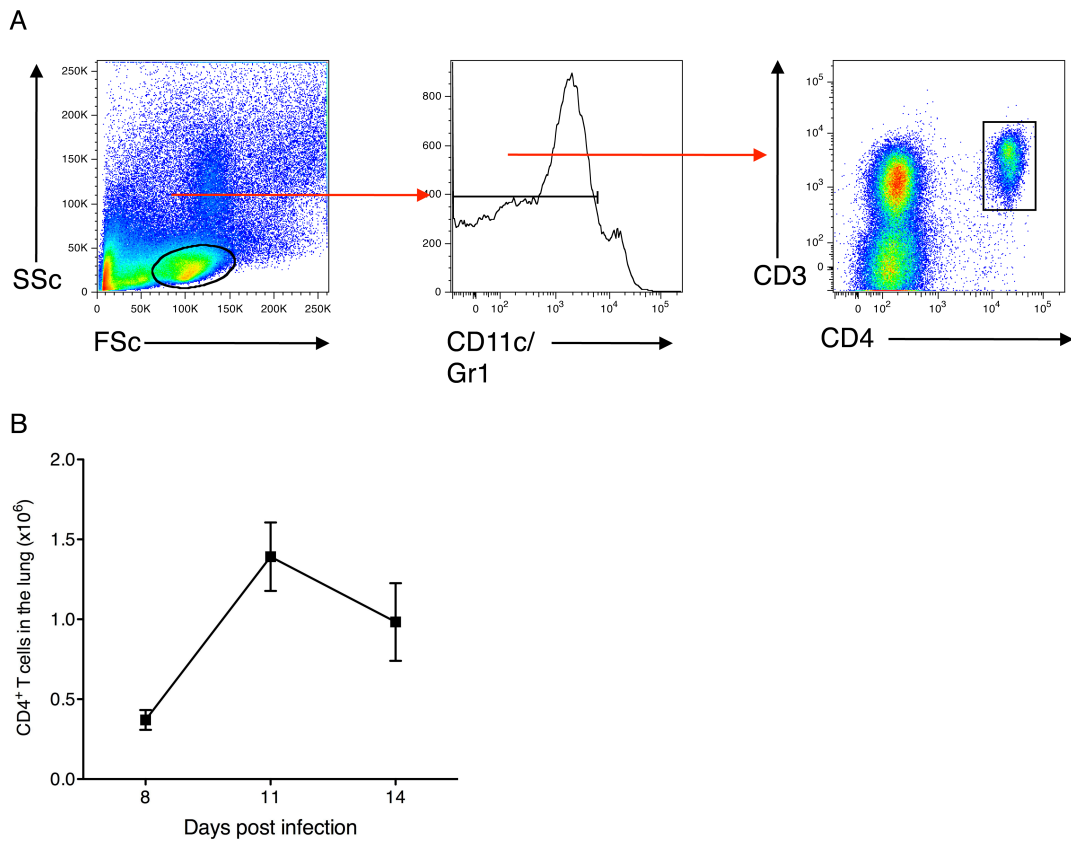 A
250K
200K
150K
100K
50K
0
0 50K 100K 150K 200K 250K
SSc
FSc
800
600
400
200
0
0 10² 10³ 10⁴ 10⁵
CD11c/
Gr1
10⁵
10⁴
10³
10²
0
0 10² 10³ 10⁴ 10⁵
CD3
CD4
B
2.0
1.5
1.0
0.5
0.0
CD4⁺ T cells in the lung (x10⁶)
8 11 14
Days post infection